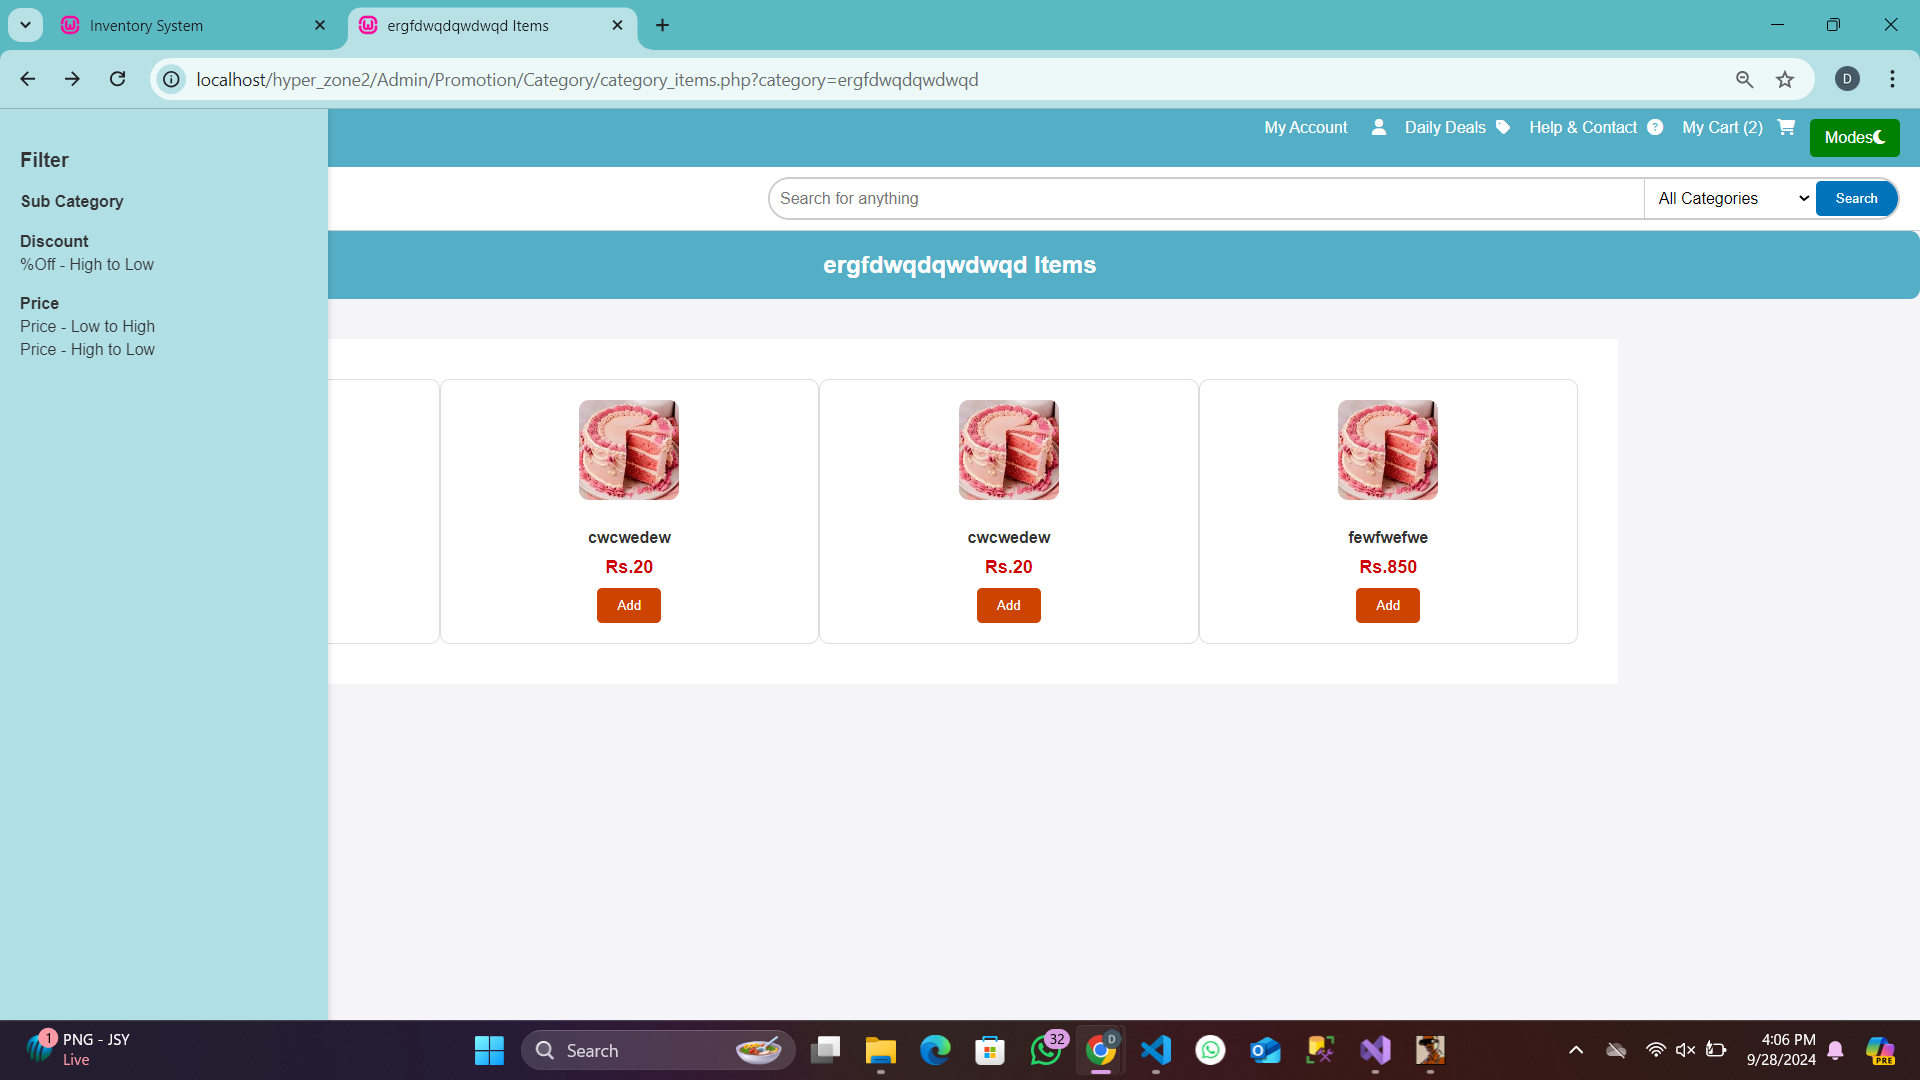 Inventory System
ergfdwqdqwdwqd Items
localhost/hyper_zone2/Admin/Promotion/Category/category_items.php?category=ergfdwqdqwdwqd
D
My Account
Daily Deals
Help & Contact
?
My Cart (2)
Modes
Search for anything
All Categories
Search
Filter
Sub Category
Discount
%Off - High to Low
Price
Price - Low to High
Price - High to Low
ergfdwqdqwdwqd Items
cwcwedew
Rs.20
Add
cwcwedew
Rs.20
Add
fewfwefwe
Rs.850
Add
1
PNG - JSY
Live
Search
32
D
4:06 PM
9/28/2024
PRE